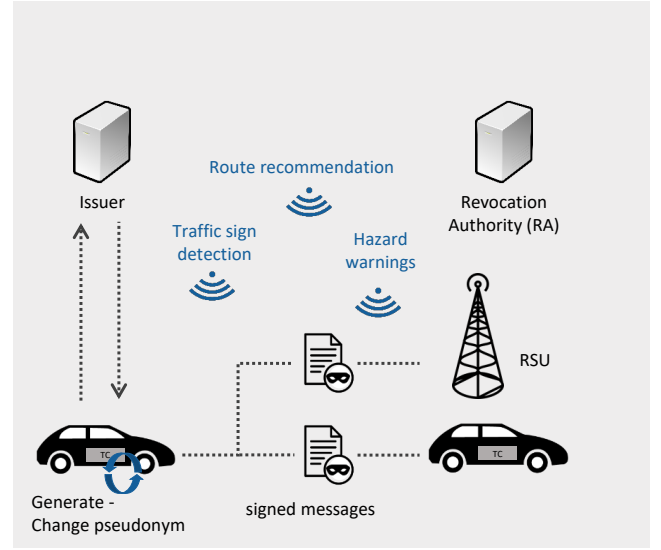 Route recommendation
Issuer
Revocation
Authority (RA)
Traffic sign
detection
Hazard
warnings
RSU
TC
TC
Generate -
Change pseudonym
signed messages